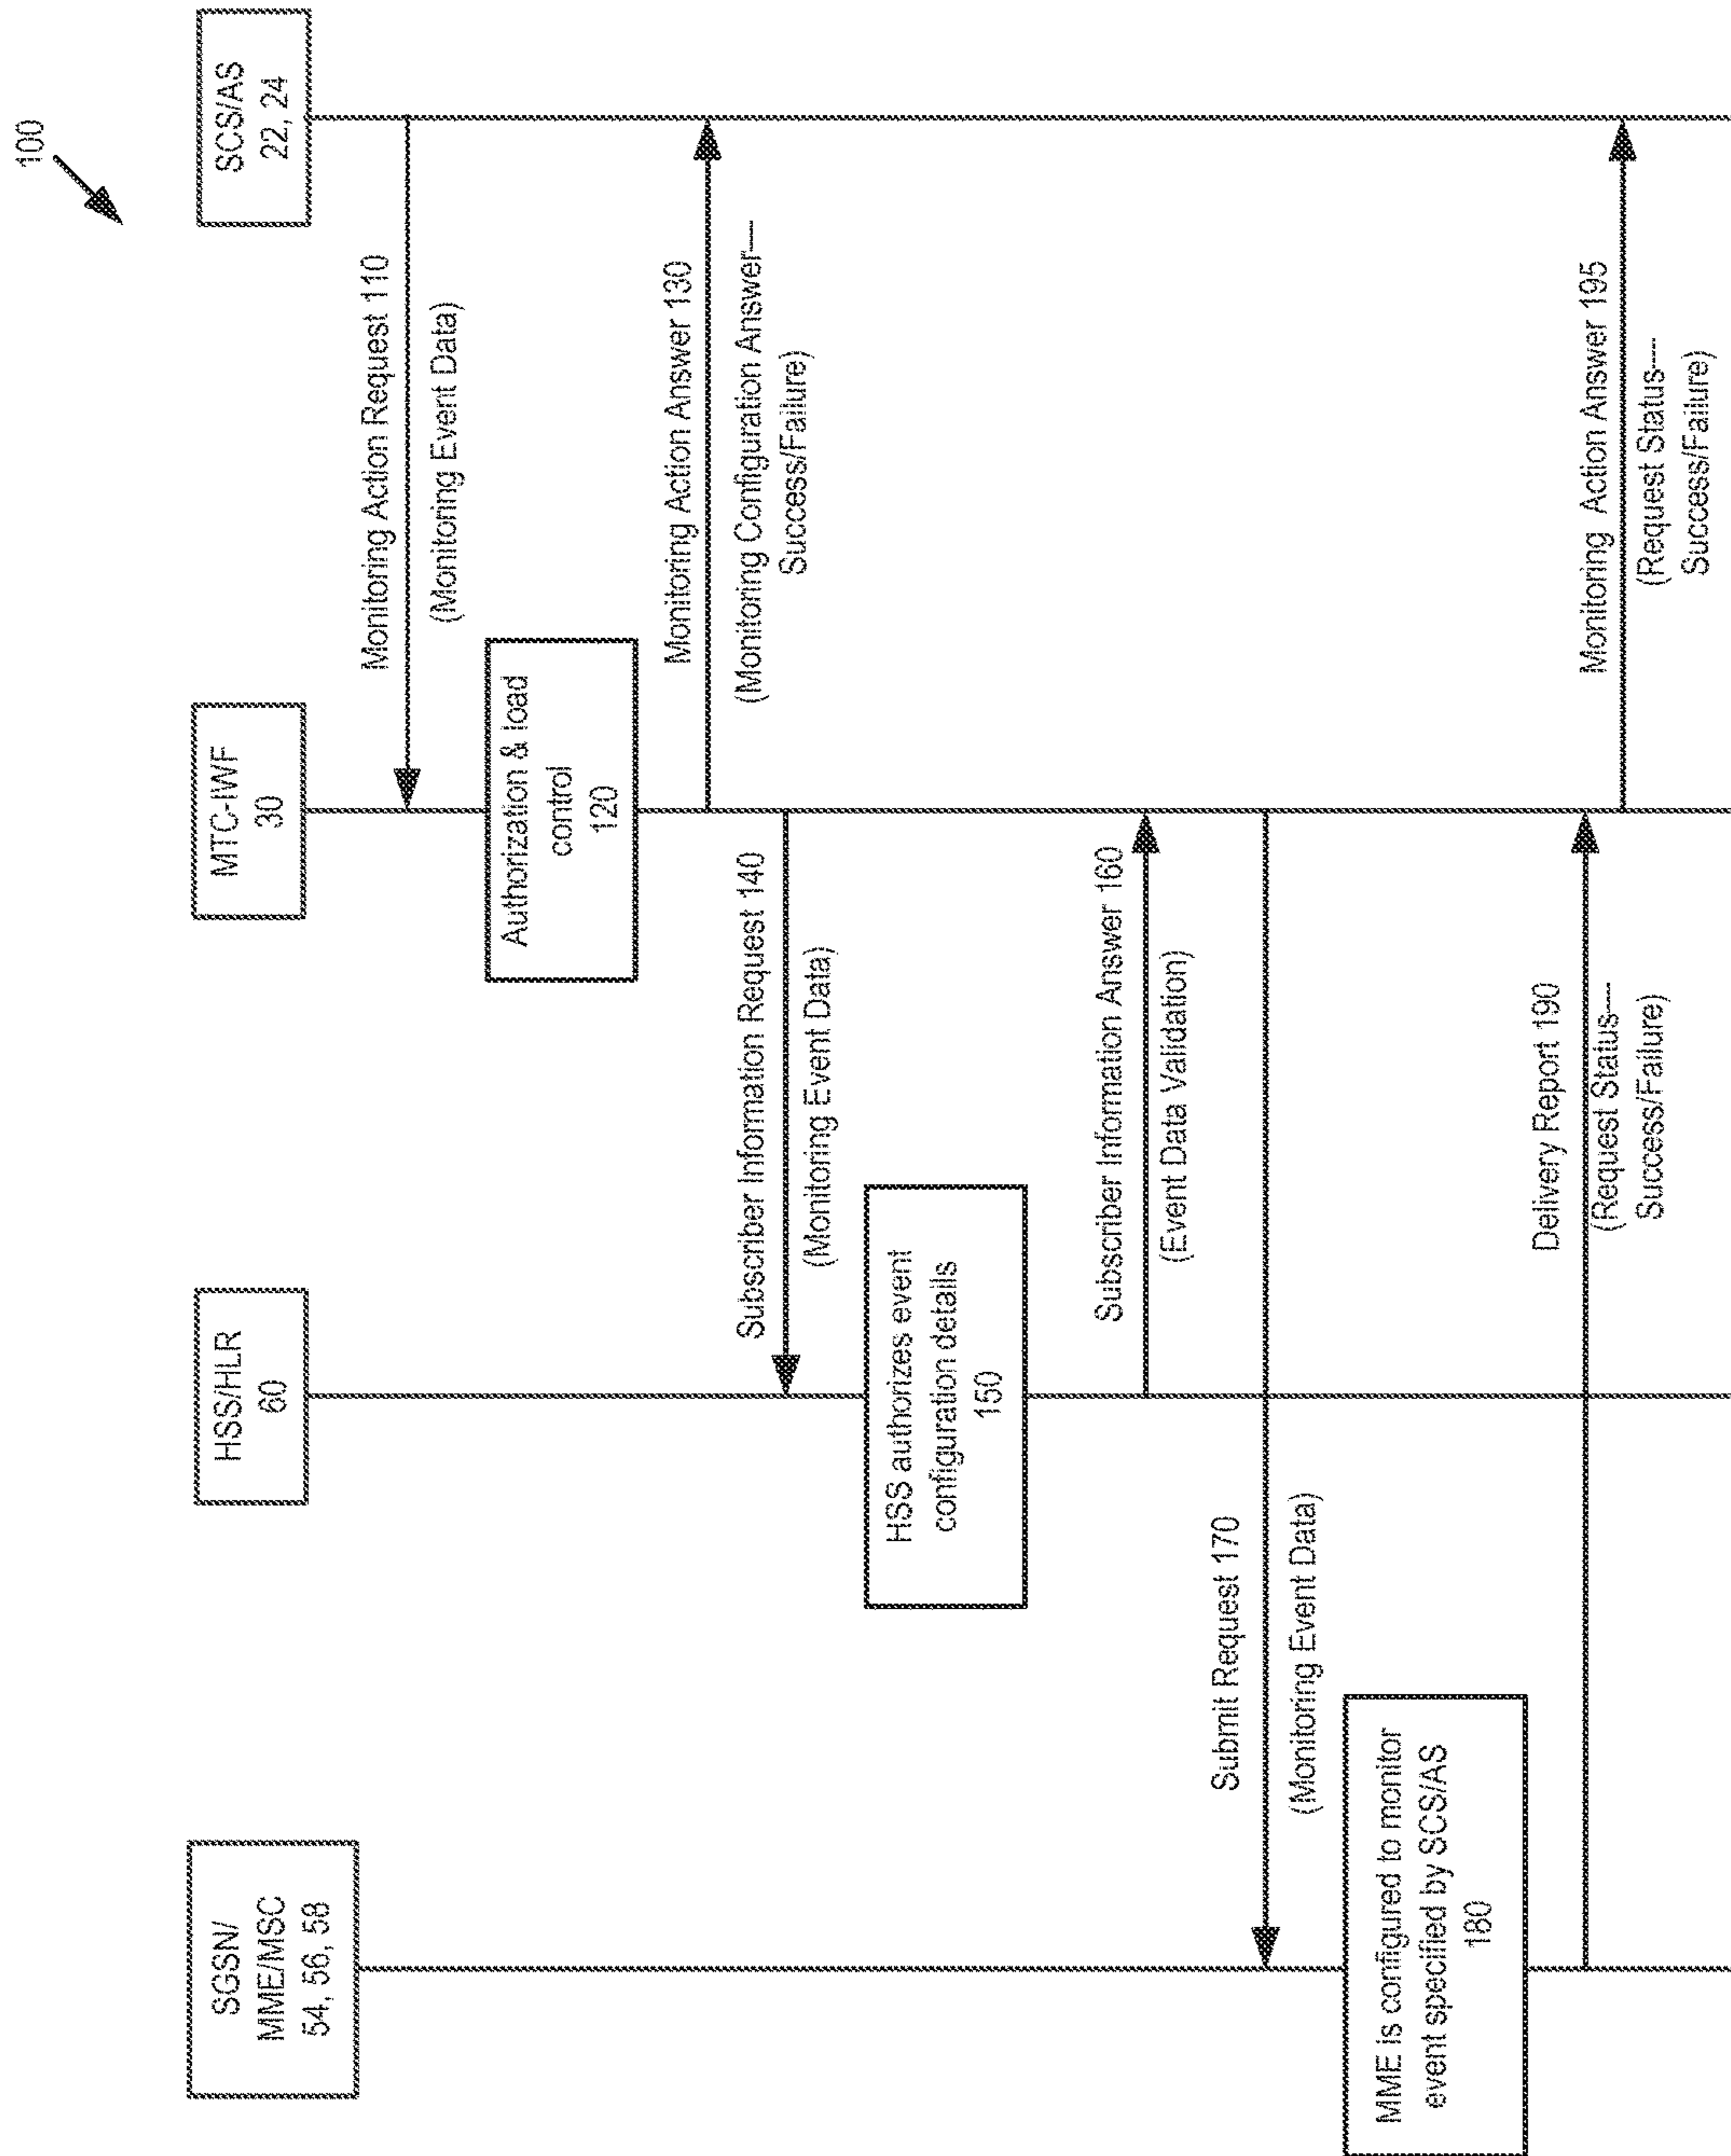 100
SGSN/
MME/MSC
54, 56, 58
HSS/HLR
60
MTC-IWF
30
SCS/AS
22, 24
Monitoring Action Request 110
(Monitoring Event Data)
Authorization & load
control
120
Monitoring Action Answer 130
(Monitoring Configuration Answer—
Success/Failure)
Subscriber Information Request 140
(Monitoring Event Data)
HSS authorizes event
configuration details
150
Subscriber Information Answer 160
(Event Data Validation)
Submit Request 170
(Monitoring Event Data)
MME is configured to monitor
event specified by SCS/AS
180
Delivery Report 190
(Request Status—
Success/Failure)
Monitoring Action Answer 195
(Request Status—
Success/Failure)